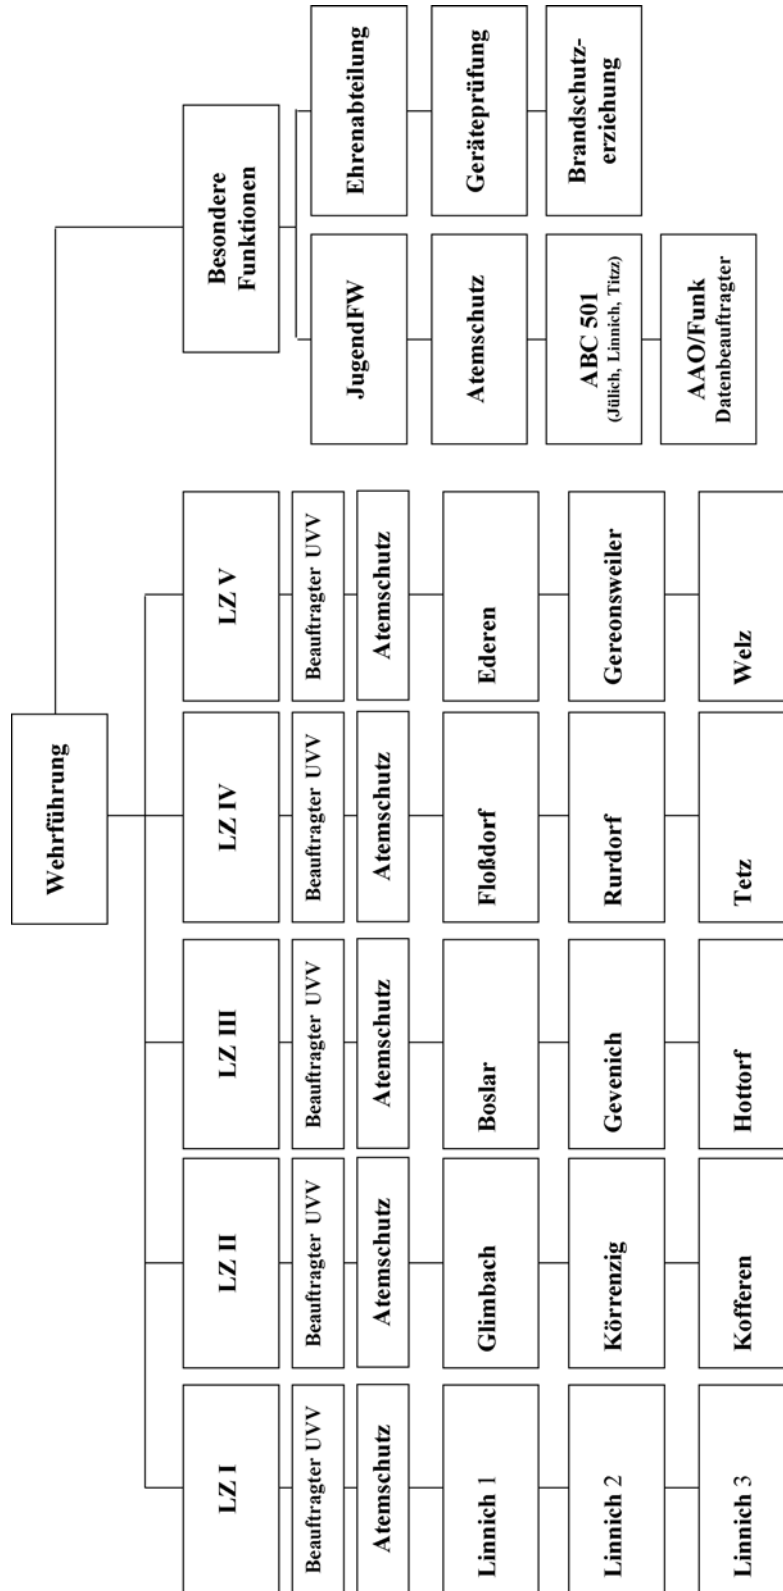 Wehrführung
LZ I
LZ II
LZ III
LZ IV
LZ V
Besondere
Funktionen
Beauftragter UVV
Beauftragter UVV
Beauftragter UVV
Beauftragter UVV
Beauftragter UVV
Atemschutz
Atemschutz
Atemschutz
Atemschutz
Atemschutz
JugendFW
Ehrenabteilung
Linnich 1
Glimbach
Boslar
Floßdorf
Ederen
Atemschutz
Geräteprüfung
Linnich 2
Körrenzig
Gevenich
Rurdorf
Gereonsweiler
ABC 501
(Jülich, Linnich, Titzz)
Brandschutz-
erziehung
Linnich 3
Kofferen
Hottorf
Tetz
Welz
AAO/Funk
Datenbeauftragter